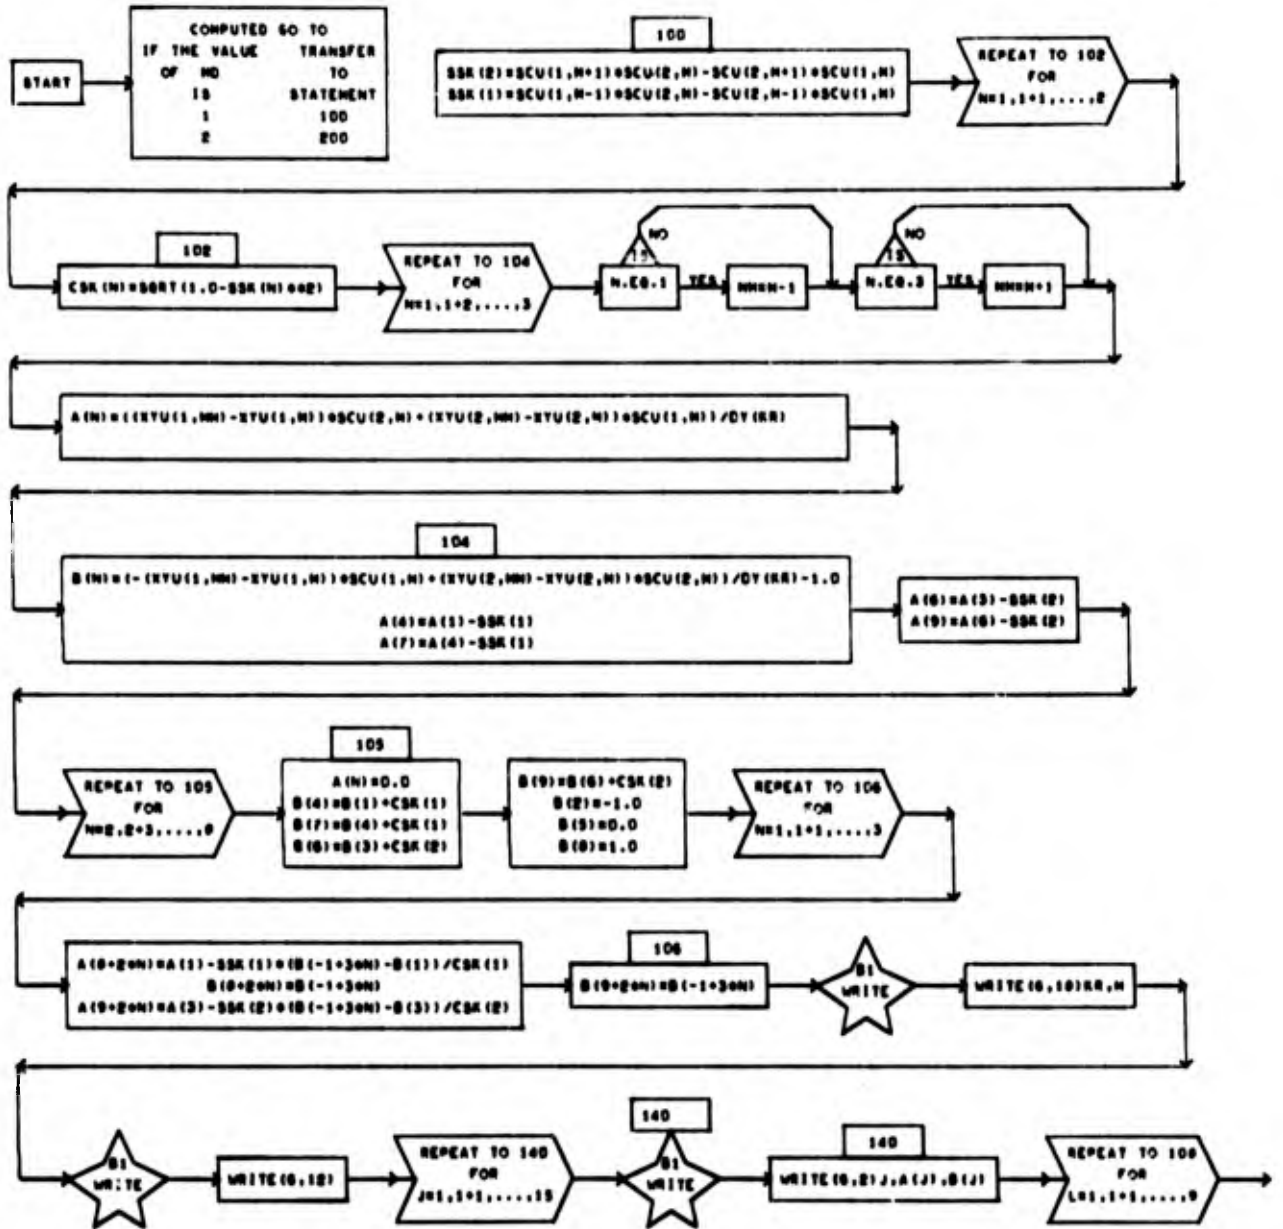 START
COMPUTED GO TO
IF THE VALUE TRANSFER
OF MO TO
IS STATEMENT
1 100
2 200
100
SSK(2)=SCU(1,M+1)*SCU(2,M)-SCU(2,M+1)*SCU(1,M)
SSK(1)=SCU(1,M-1)*SCU(2,M)-SCU(2,M-1)*SCU(1,M)
REPEAT TO 102
FOR
N=1,1+1,...,2
102
CSK(N)=SQRT(1.0-SSK(N)**2)
REPEAT TO 104
FOR
N=1,1+2,...,3
IS
NO
N.EQ.1
YES
MM=M-1
IS
NO
N.EQ.3
YES
MM=M+1
A(N)=((XYU(1,MM)-XYU(1,M))*SCU(2,M)+(XYU(2,MM)-XYU(2,M))*SCU(1,M))/DY(KR)
104
B(N)=(-(XYU(1,MM)-XYU(1,M))*SCU(1,M)+(XYU(2,MM)-XYU(2,M))*SCU(2,M))/DY(KR)-1.0
A(4)=A(1)-SSK(1)
A(7)=A(4)-SSK(1)
A(6)=A(3)-SSK(2)
A(9)=A(6)-SSK(2)
REPEAT TO 105
FOR
N=2,2+3,...,8
105
A(N)=0.0
B(4)=B(1)+CSK(1)
B(7)=B(4)+CSK(1)
B(6)=B(3)+CSK(2)
B(9)=B(6)+CSK(2)
B(2)=-1.0
B(5)=0.0
B(8)=1.0
REPEAT TO 106
FOR
N=1,1+1,...,3
A(8+2*N)=A(1)-SSK(1)*(B(-1+3*N)-B(1))/CSK(1)
B(8+2*N)=B(-1+3*N)
A(9+2*N)=A(3)-SSK(2)*(B(-1+3*N)-B(3))/CSK(2)
106
B(9+2*N)=B(-1+3*N)
B1
WRITE
WRITE(6,10)KR,M
B1
WRITE
WRITE(6,12)
REPEAT TO 140
FOR
J=1,1+1,...,15
140
B1
WRITE
140
WRITE(6,2)J,A(J),B(J)
REPEAT TO 108
FOR
L=1,1+1,...,9